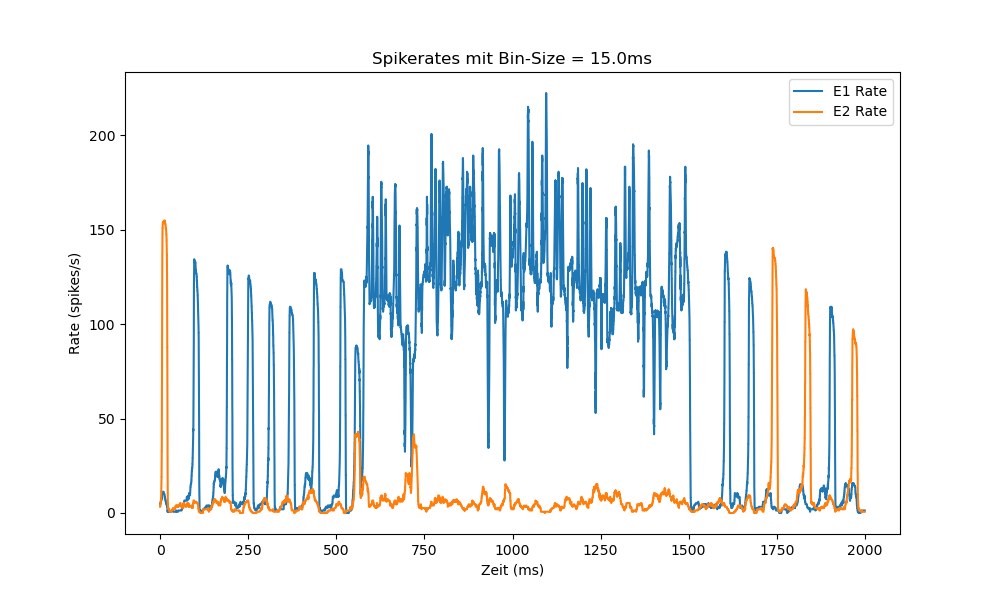 Spikerates mit Bin-Size = 15.0ms
E1 Rate
E2 Rate
Rate (spikes/s)
200
150
100
50
0
0 250 500 750 1000 1250 1500 1750 2000
Zeit (ms)